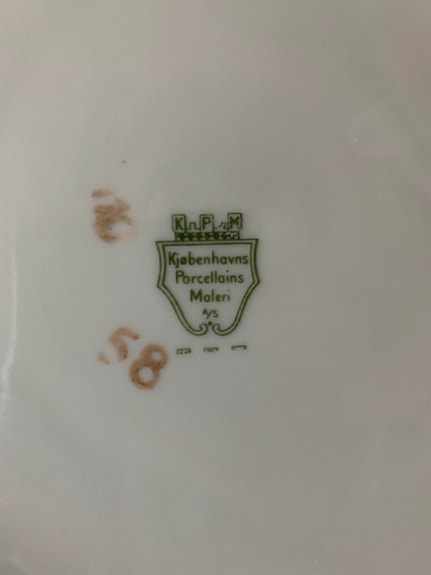 K P M
Kjøbenhavns
Porcellains
Maleri
A/S
58